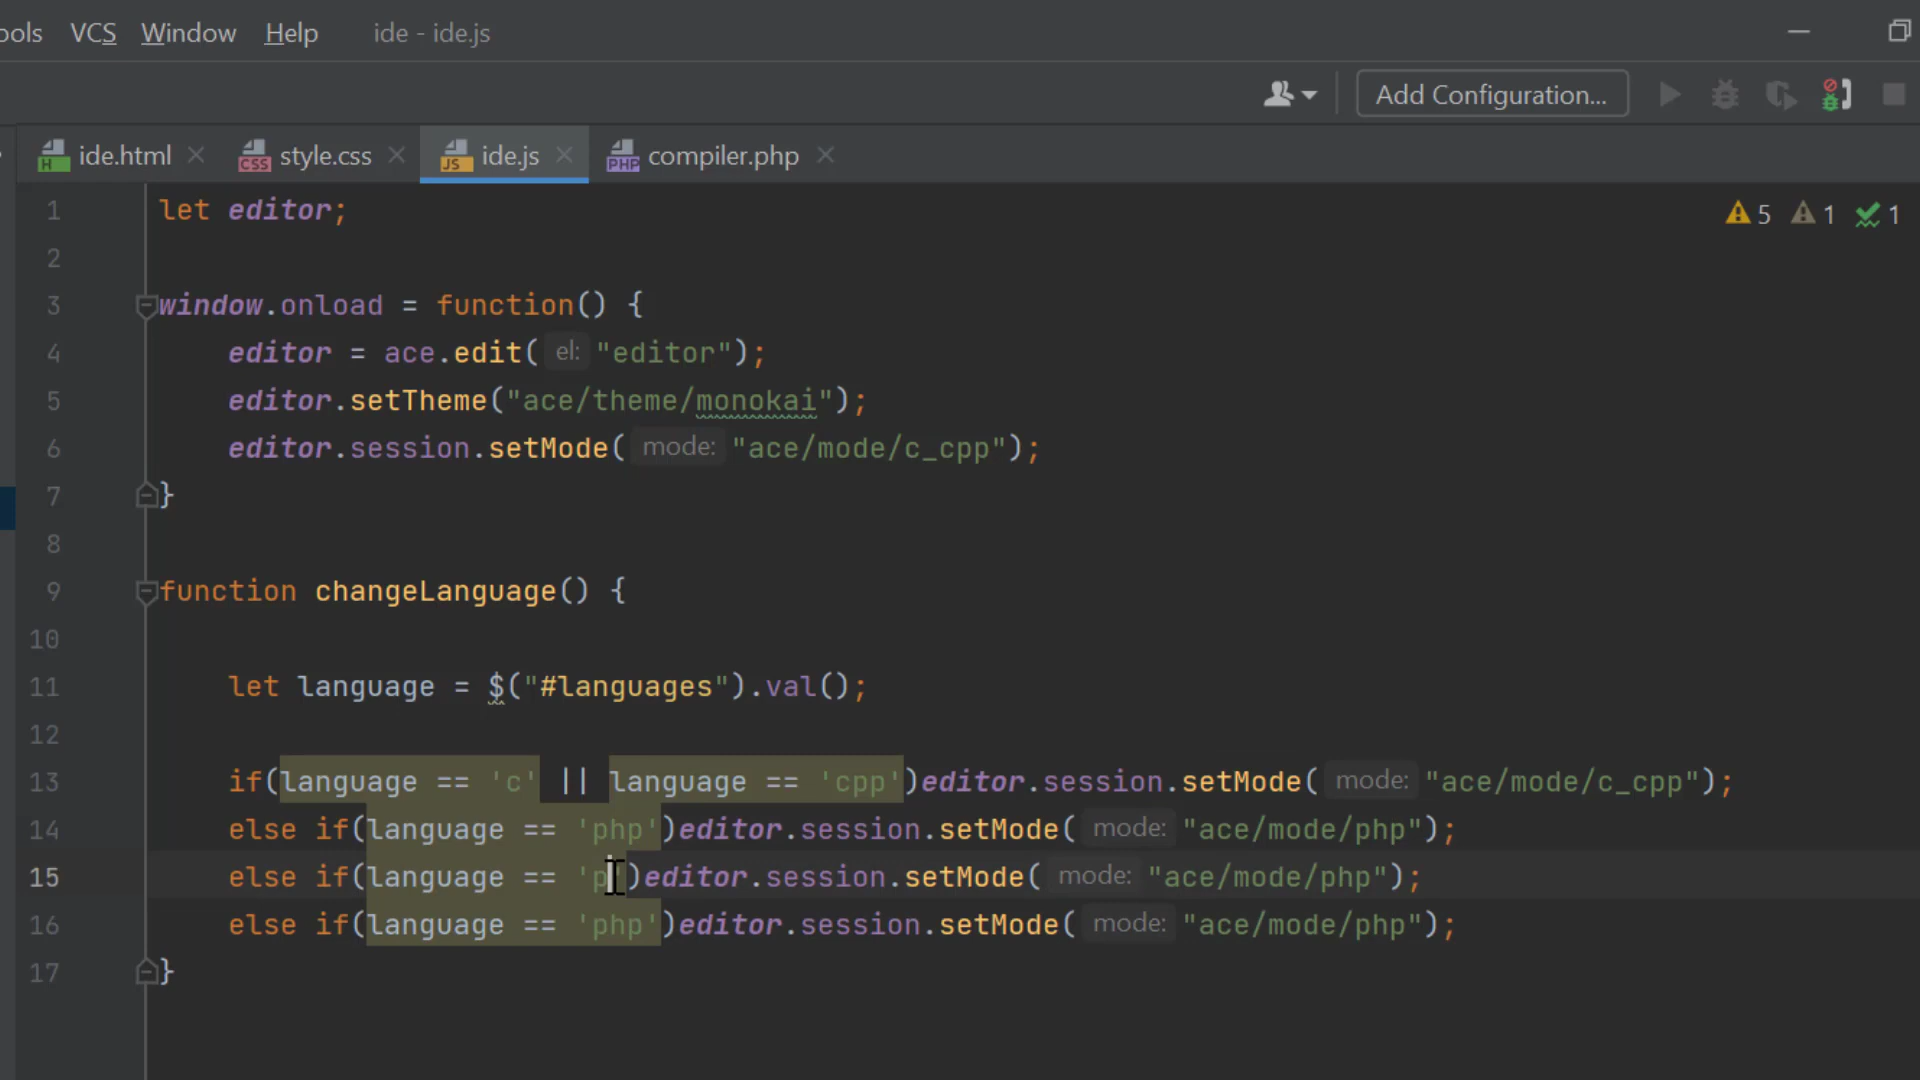 ools VCS Window Help ide - ide.js
Add Configuration...
ide.html style.css ide.js compiler.php
1 let editor; 5 1 1
2
3 window.onload = function() {
4 editor = ace.edit( el: "editor");
5 editor.setTheme("ace/theme/monokai");
6 editor.session.setMode( mode: "ace/mode/c_cpp");
7 }
8
9 function changeLanguage() {
10
11 let language = $("#languages").val();
12
13 if(language == 'c' || language == 'cpp')editor.session.setMode( mode: "ace/mode/c_cpp");
14 else if(language == 'php')editor.session.setMode( mode: "ace/mode/php");
15 else if(language == 'p')editor.session.setMode( mode: "ace/mode/php");
16 else if(language == 'php')editor.session.setMode( mode: "ace/mode/php");
17 }